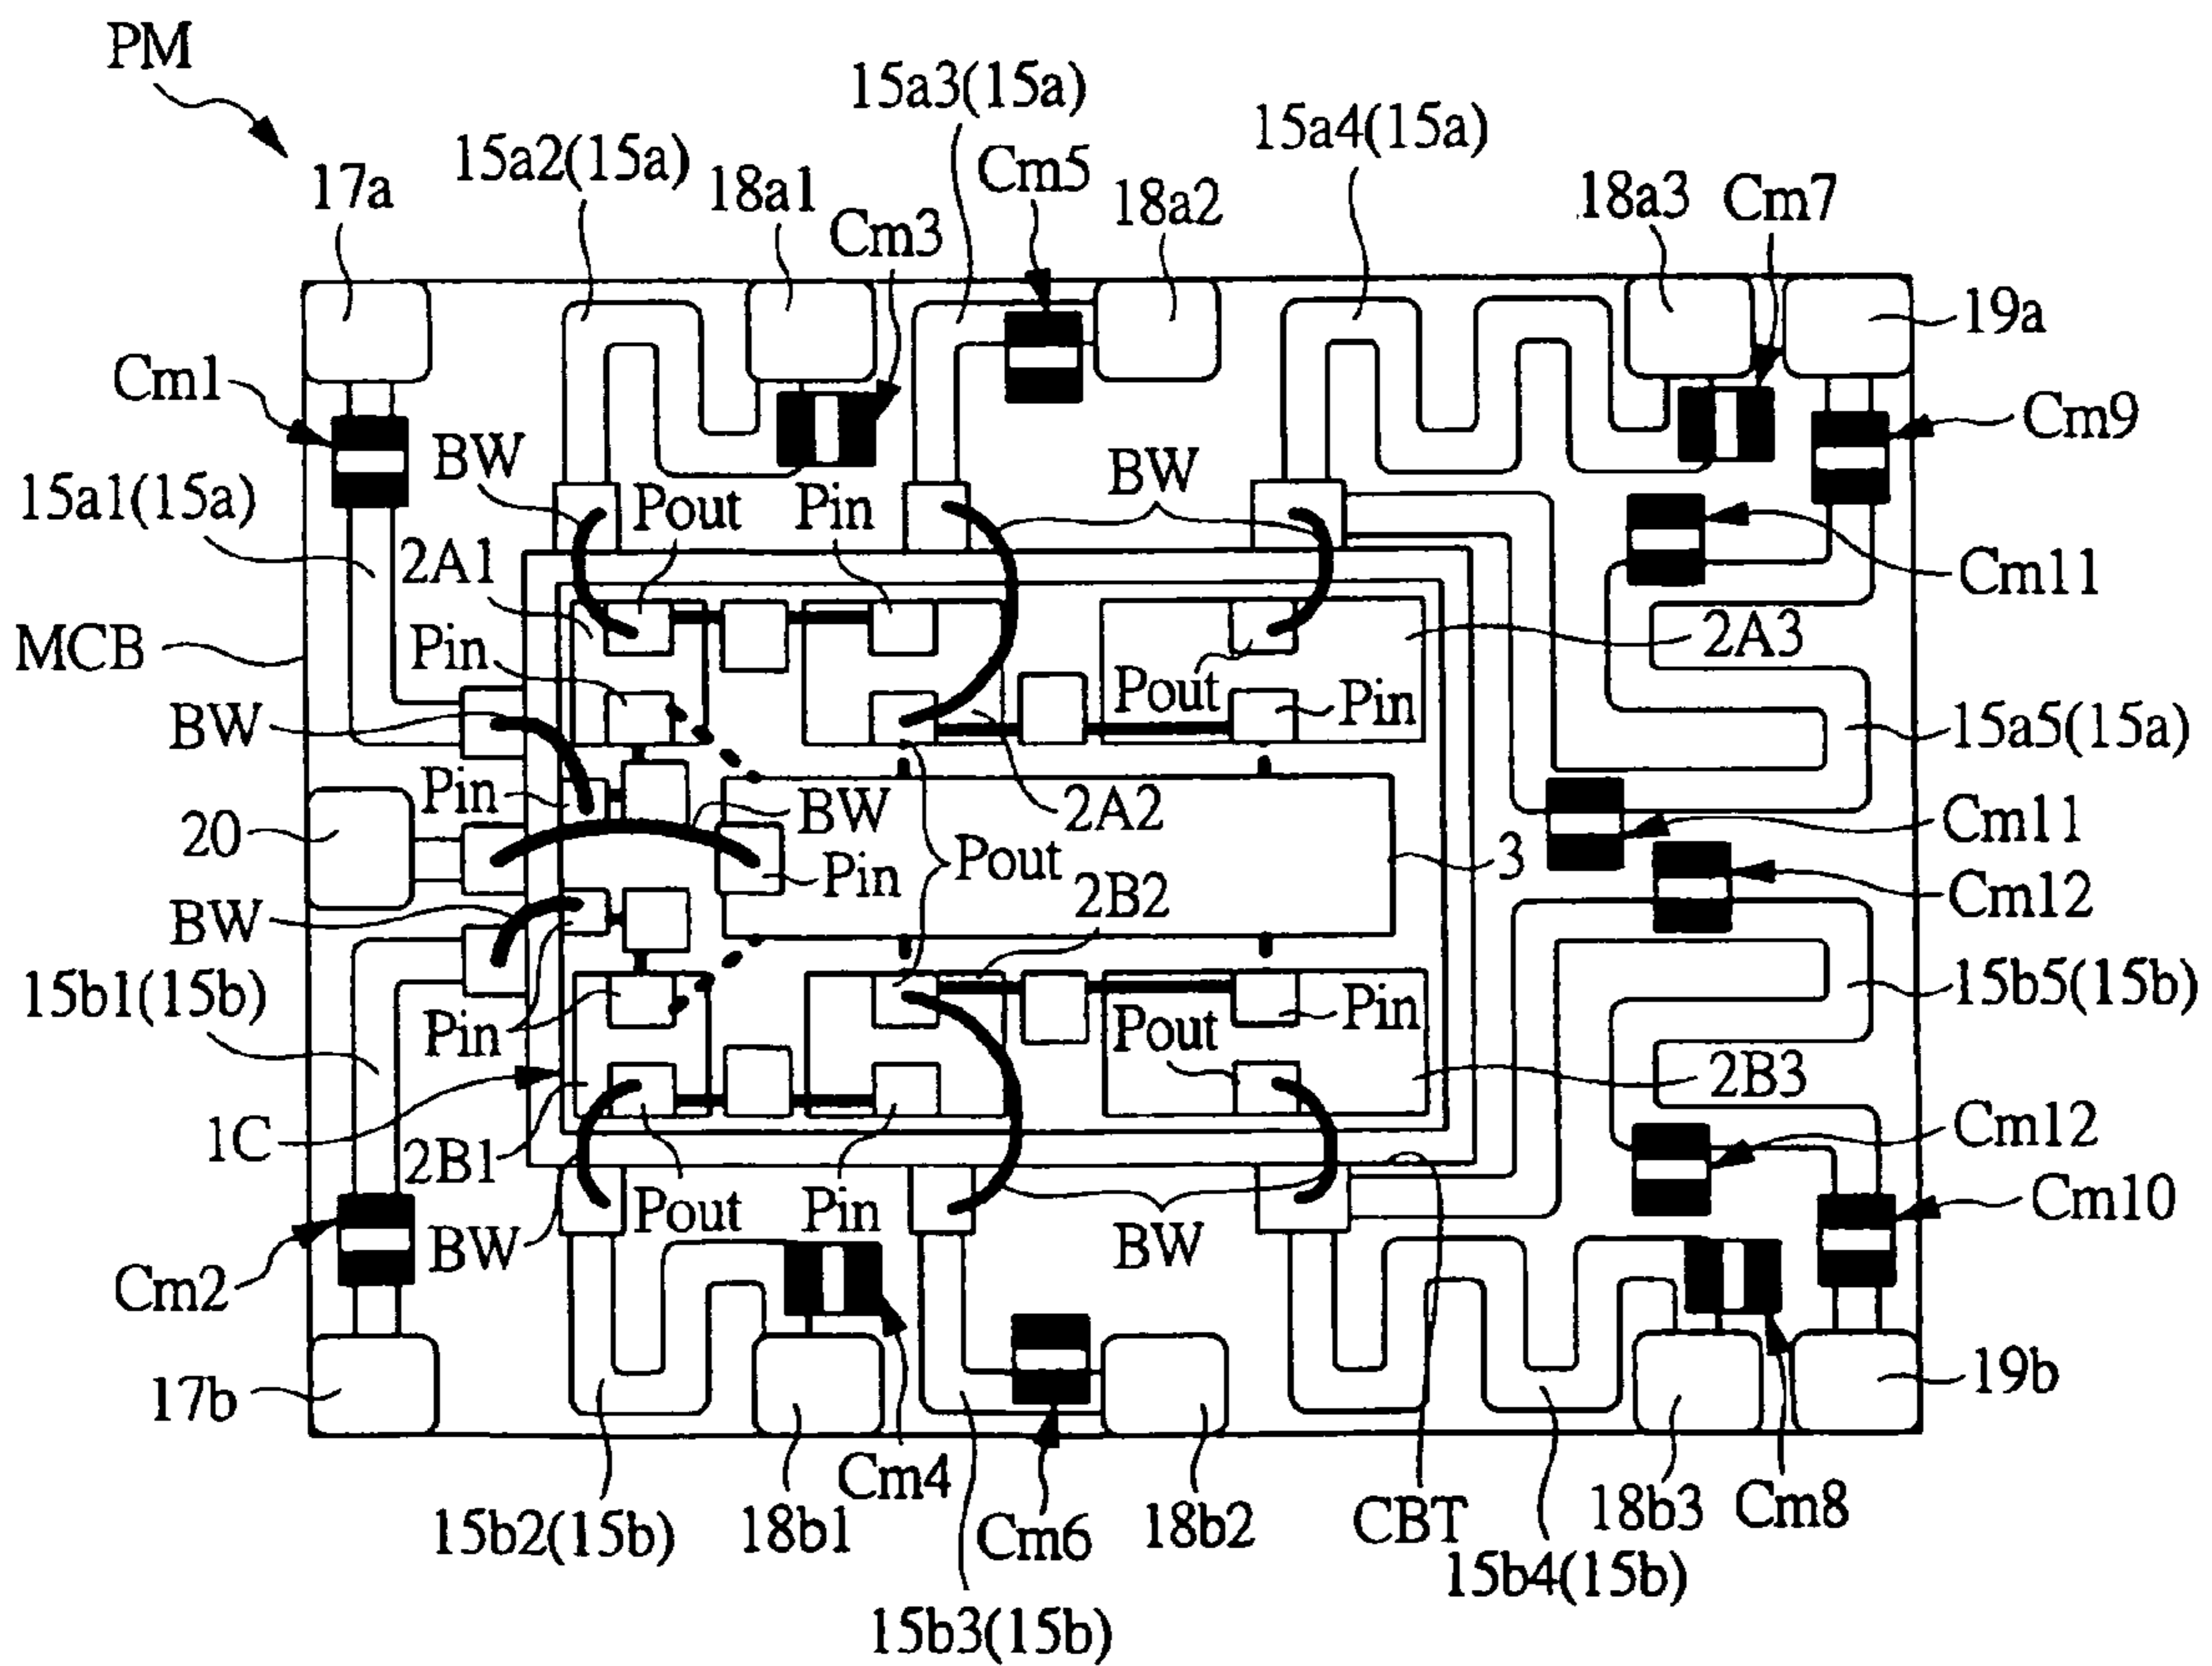 PM
15a3(15a)
15a4(15a)
15a2(15a)
Cm5
17a
18a1
18a2
18a3
Cm7
Cm3
19a
Cm1
Cm9
BW
BW
15a1(15a)
Pout
Pin
2A1
Cm11
MCB
Pin
2A3
Pout
Pin
BW
15a5(15a)
Pin
BW
2A2
Cm11
20
Pout
3
Pin
2B2
Cm12
BW
15b1(15b)
15b5(15b)
Pin
Pin
Pout
2B3
1C
2B1
Cm12
Pout
Pin
Cm10
BW
BW
Cm2
17b
19b
Cm4
15b2(15b)
18b1
Cm6
18b2
CBT
18b3
Cm8
15b4(15b)
15b3(15b)